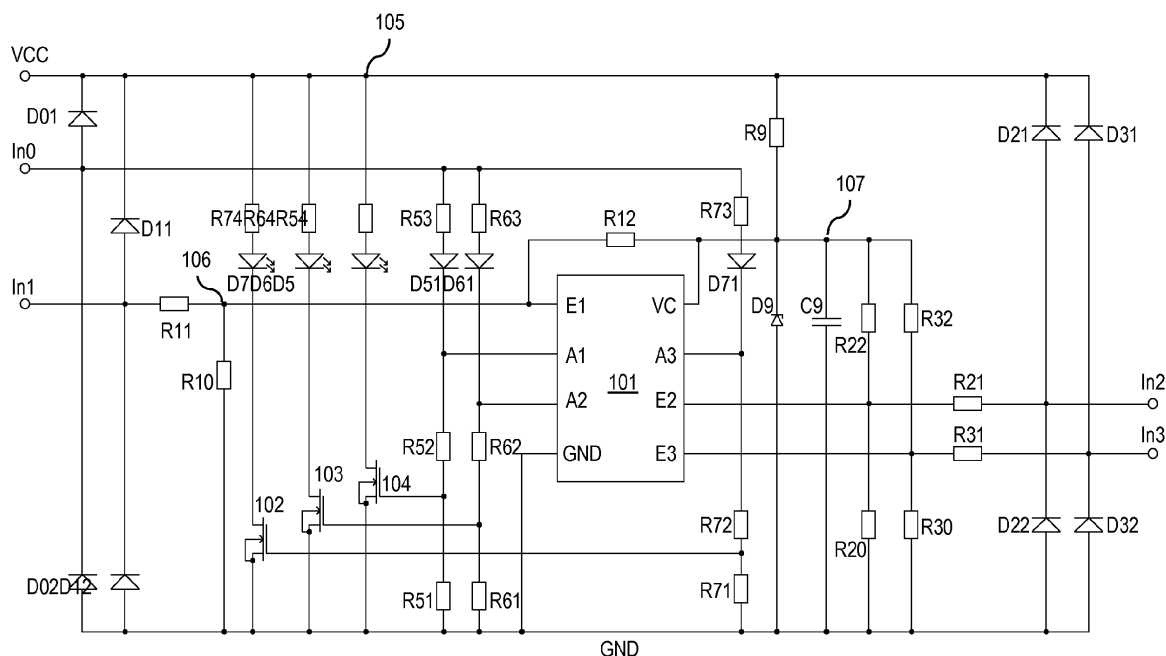 105
VCC
D01
R9
D21
D31
In0
107
R74R64R54
R53
R63
R73
R12
D11
106
D7D6D5
D51D61
D71
In1
E1
VC
D9
C9
R11
R22
R32
A1
A3
R10
101
R21
In2
A2
E2
R31
In3
R52
R62
GND
E3
103
104
102
R72
R20
R30
D22
D32
D02D12
R51
R61
R71
GND